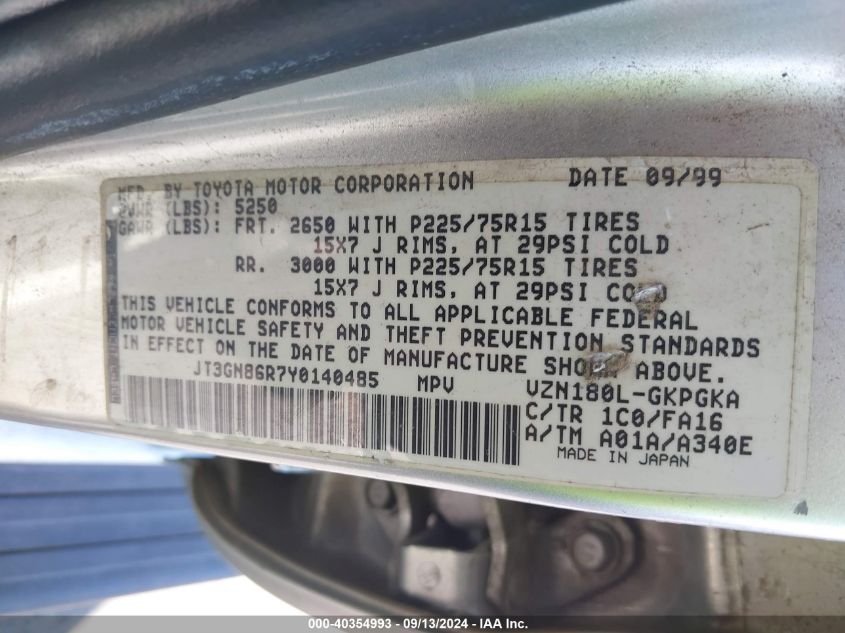 MFD. BY TOYOTA MOTOR CORPORATION DATE 09/99
GVWR (LBS): 5250
GAWR (LBS): FRT. 2650 WITH P225/75R15 TIRES
15X7 J RIMS, AT 29PSI COLD
RR. 3000 WITH P225/75R15 TIRES
15X7 J RIMS, AT 29PSI COLD
THIS VEHICLE CONFORMS TO ALL APPLICABLE FEDERAL
MOTOR VEHICLE SAFETY AND THEFT PREVENTION STANDARDS
IN EFFECT ON THE DATE OF MANUFACTURE SHOWN ABOVE.
JT3GN86R7Y0140485 MPV VZN180L-GKPGKA
C/TR 1C0/FA16
A/TM A01A/A340E
MADE IN JAPAN
000-40354993 - 09/13/2024 - IAA Inc.